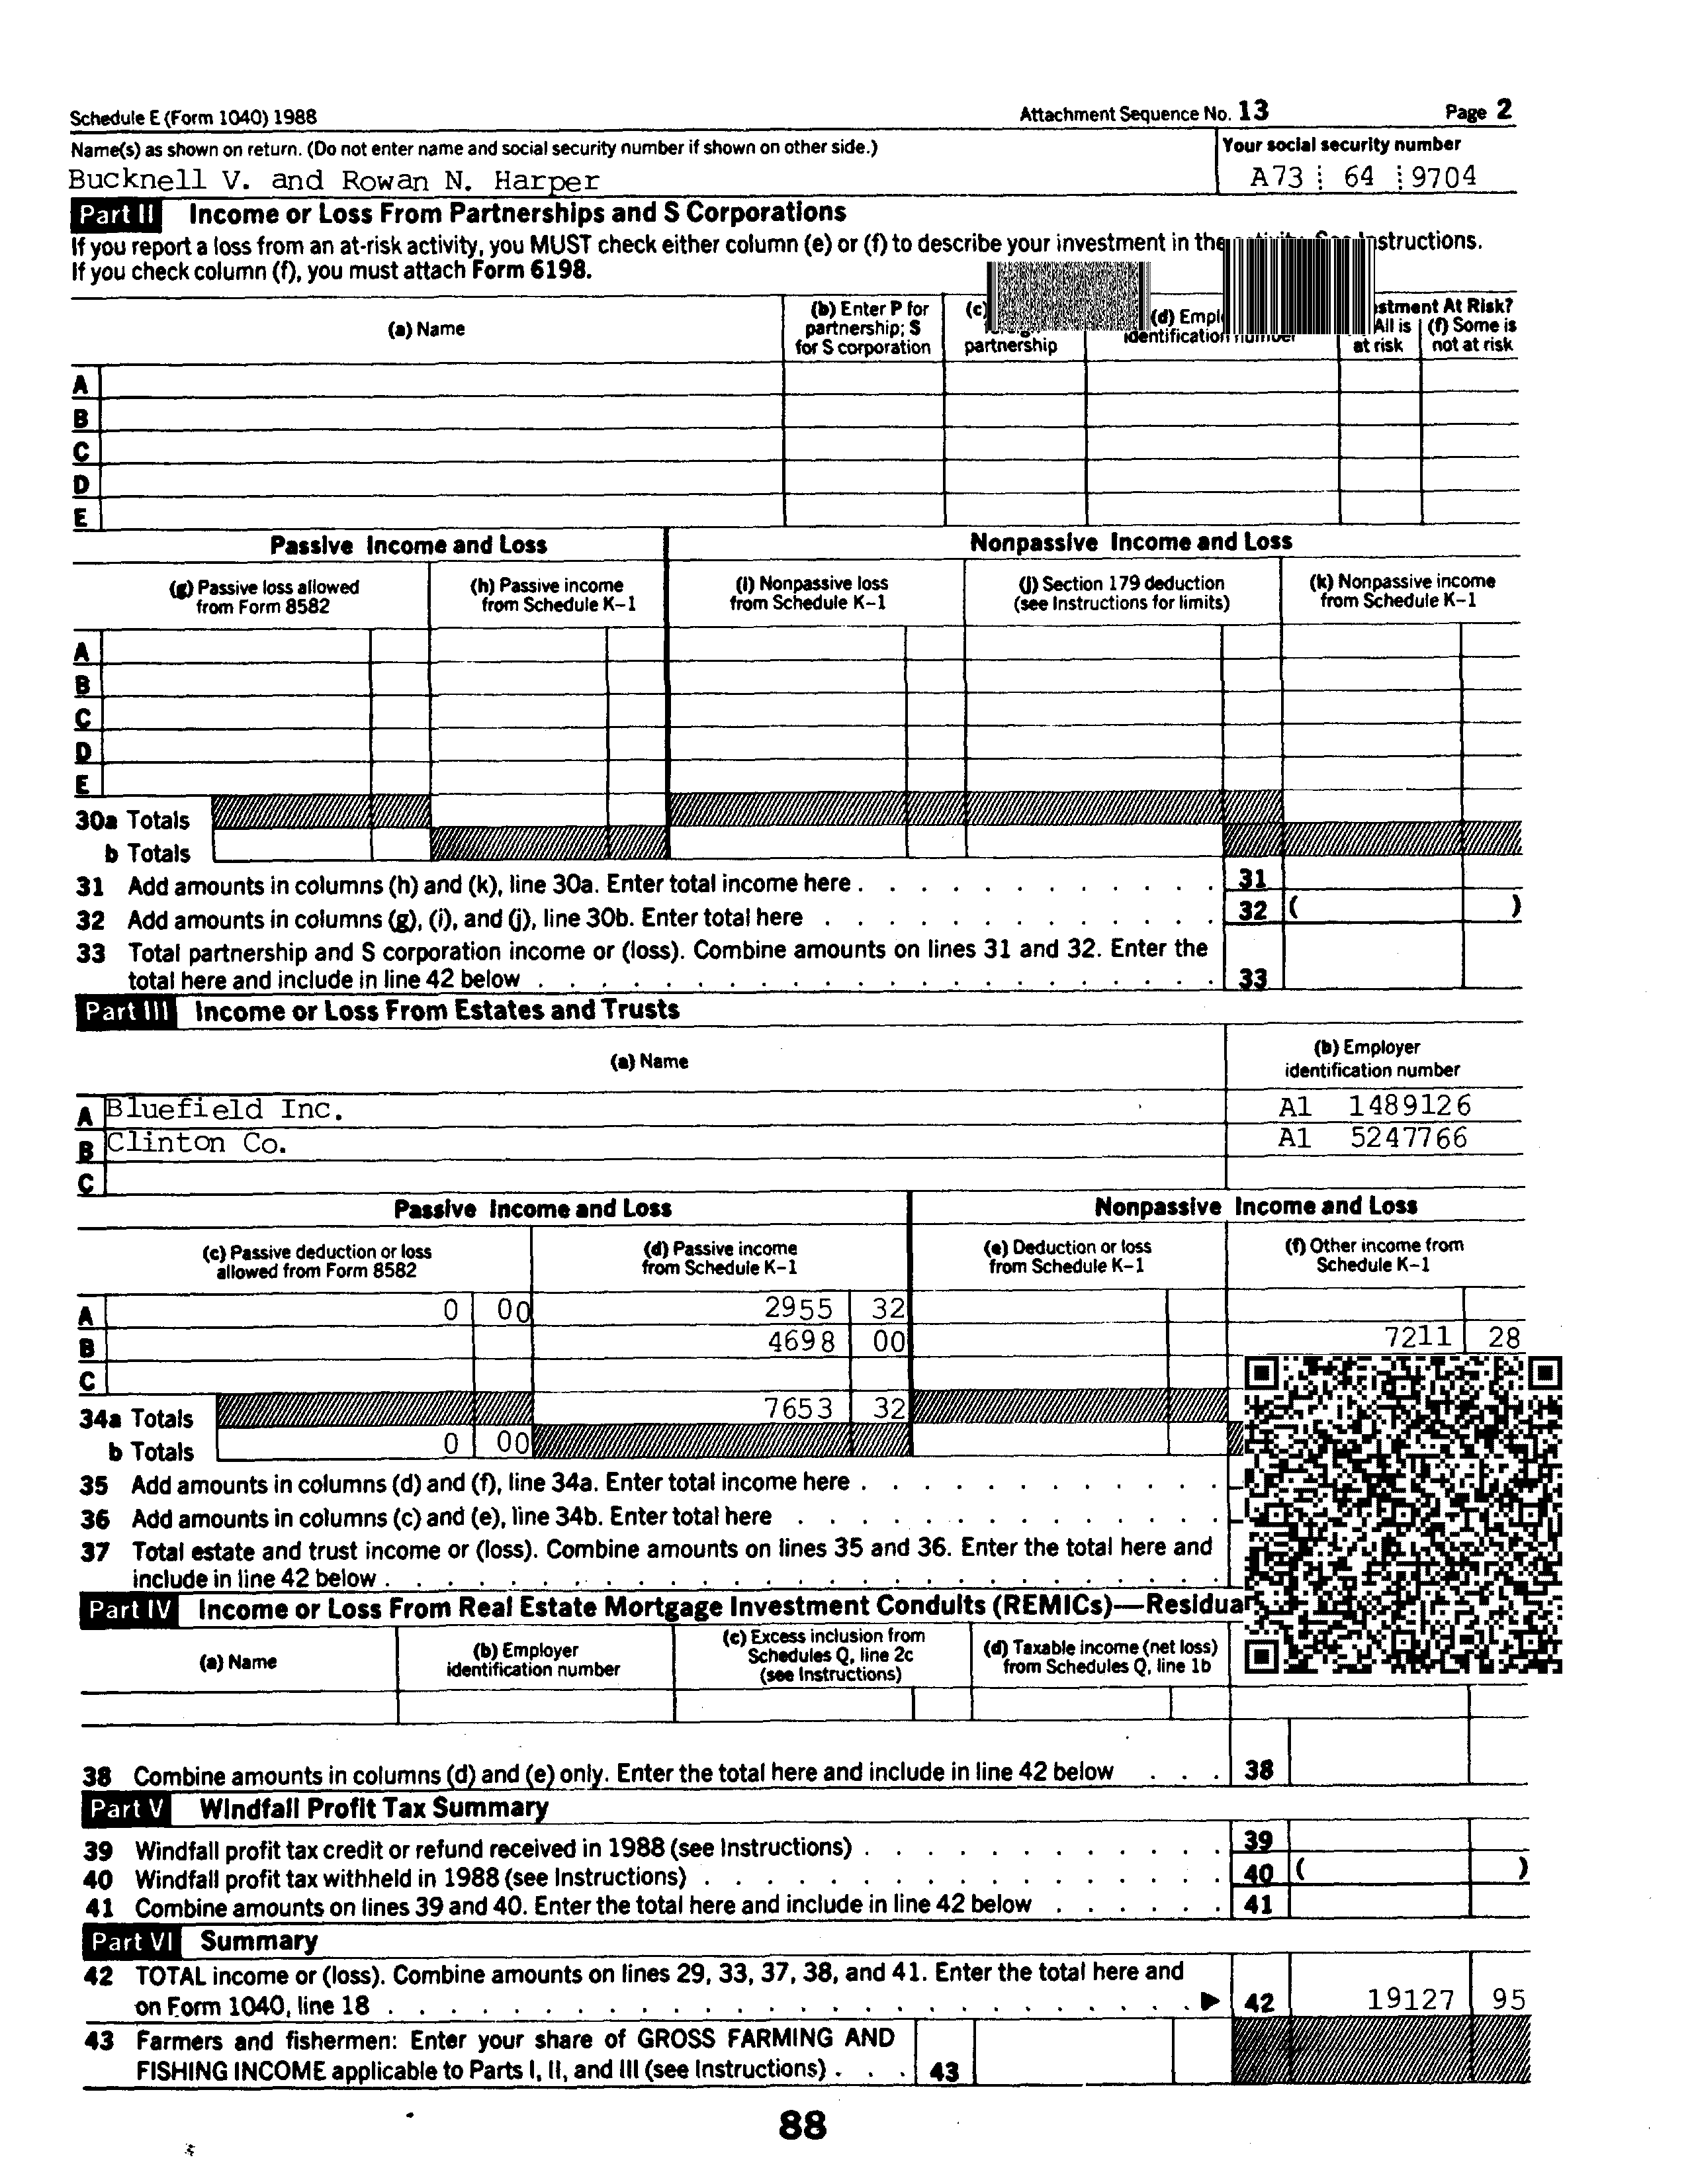 Schedule E (Form 1040) 1988 Attachment Sequence No. 13 Page 2
Name(s) as shown on return. (Do not enter name and social security number if shown on other side.) Your social security number
Bucknell V. and Rowan N. Harper A73 64 9704
Part II Income or Loss From Partnerships and S Corporations
If you report a loss from an at-risk activity, you MUST check either column (e) or (f) to describe your investment in the Instructions.
If you check column (f), you must attach Form 6198.
(a) Name
(b) Enter P for
partnership; S
for S corporation
(c)
partnership
(d)
identification number
At Risk?
All is
at risk
(f) Some is
not at risk
A
B
C
D
E
Passive Income and Loss Nonpassive Income and Loss
(g) Passive loss allowed
from Form 8582
(h) Passive income
from Schedule K–1
(i) Nonpassive loss
from Schedule K–1
(j) Section 179 deduction
(see Instructions for limits)
(k) Nonpassive income
from Schedule K–1
A
B
C
D
E
30a Totals
b Totals
31 Add amounts in columns (h) and (k), line 30a. Enter total income here . . . . . . . . . . . . 31
32 Add amounts in columns (g), (i), and (j), line 30b. Enter total here . . . . . . . . . . . . . 32 ( )
33 Total partnership and S corporation income or (loss). Combine amounts on lines 31 and 32. Enter the
total here and include in line 42 below . . . . . . . . . . . . . . . . . . . . . . 33
Part III Income or Loss From Estates and Trusts
(a) Name
(b) Employer
identification number
A Bluefield Inc. A1 1489126
B Clinton Co. A1 5247766
C
Passive Income and Loss Nonpassive Income and Loss
(c) Passive deduction or loss
allowed from Form 8582
(d) Passive income
from Schedule K–1
(e) Deduction or loss
from Schedule K–1
(f) Other income from
Schedule K–1
A 0 00 2955 32
B 4698 00 7211 28
C
34a Totals 7653 32
b Totals 0 00
35 Add amounts in columns (d) and (f), line 34a. Enter total income here . . . . . . . . . . . .
36 Add amounts in columns (c) and (e), line 34b. Enter total here . . . . . . . . . . . . . .
37 Total estate and trust income or (loss). Combine amounts on lines 35 and 36. Enter the total here and
include in line 42 below . . . . . . . . . . . . . . . . . . . . . . . . . .
Part IV Income or Loss From Real Estate Mortgage Investment Conduits (REMICs)—
(a) Name
(b) Employer
identification number
(c) Excess inclusion from
Schedules Q, line 2c
(see Instructions)
(d) Taxable income (net loss)
from Schedules Q, line 1b
38 Combine amounts in columns (d) and (e) only. Enter the total here and include in line 42 below . . . 38
Part V Windfall Profit Tax Summary
39 Windfall profit tax credit or refund received in 1988 (see Instructions) . . . . . . . . . . . . 39
40 Windfall profit tax withheld in 1988 (see Instructions) . . . . . . . . . . . . . . . . . 40 ( )
41 Combine amounts on lines 39 and 40. Enter the total here and include in line 42 below . . . . . . 41
Part VI Summary
42 TOTAL income or (loss). Combine amounts on lines 29, 33, 37, 38, and 41. Enter the total here and
on Form 1040, line 18 . . . . . . . . . . . . . . . . . . . . . . . . . . ▶ 42 19127 95
43 Farmers and fishermen: Enter your share of GROSS FARMING AND
FISHING INCOME applicable to Parts I, II, and III (see Instructions) . . . 43
88